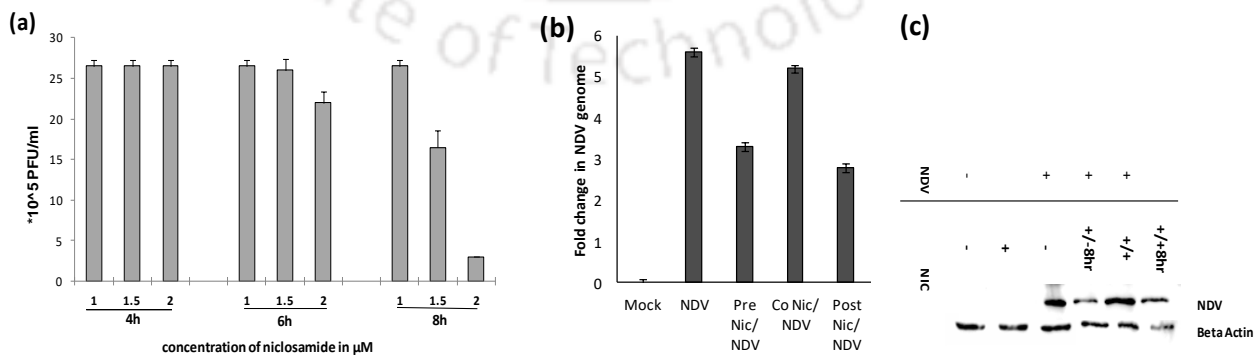 te of Technolo
(a)
*10^5 PFU/ml
30
25
20
15
10
5
0
1 1.5 2 1 1.5 2 1 1.5 2
4h 6h 8h
concentration of niclosamide in µM
(b)
Fold change in NDV genome
6
5
4
3
2
1
0
Mock NDV Pre Nic/ NDV Co Nic/ NDV Post Nic/ NDV
(c)
NDV - + + +
NIC - + - +/-8hr +/+ +/+8hr
NDV
Beta Actin